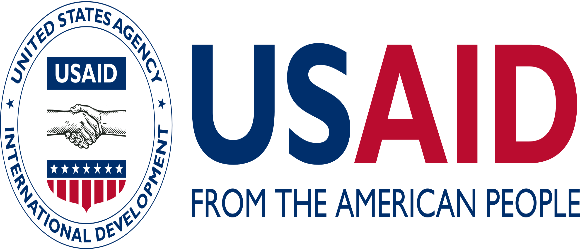 UNITED STATES AGENCY
USAID
INTERNATIONAL DEVELOPMENT
USAID
FROM THE AMERICAN PEOPLE